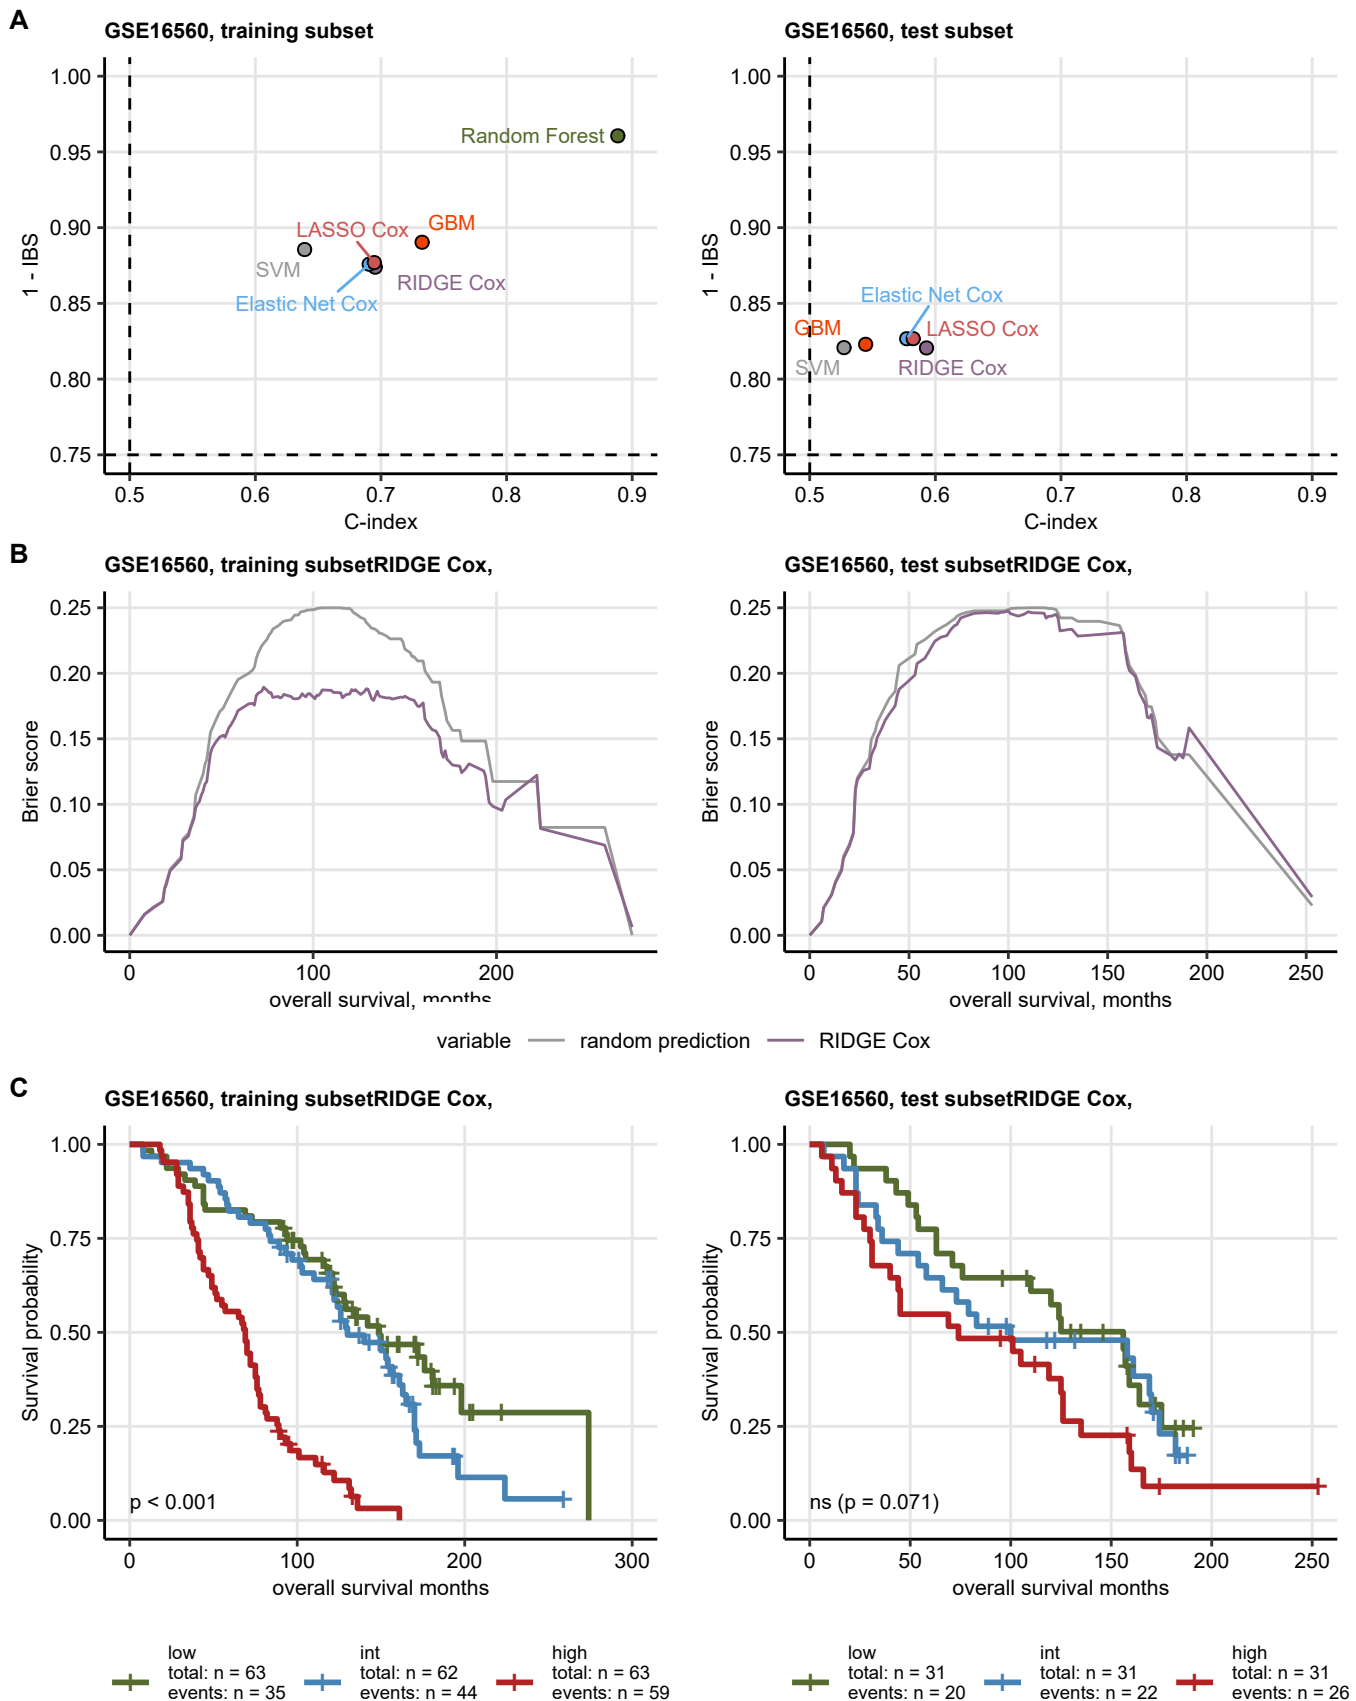 A
GSE16560, training subset
1.00
0.95
0.90
0.85
0.80
0.75
1 - IBS
Random Forest
GBM
LASSO Cox
SVM
RIDGE Cox
Elastic Net Cox
0.5 0.6 0.7 0.8 0.9
C-index
GSE16560, test subset
1.00
0.95
0.90
0.85
0.80
0.75
1 - IBS
Elastic Net Cox
GBM
LASSO Cox
SVM
RIDGE Cox
0.5 0.6 0.7 0.8 0.9
C-index
B
GSE16560, training subsetRIDGE Cox,
0.25
0.20
0.15
0.10
0.05
0.00
Brier score
0 100 200
overall survival, months
GSE16560, test subsetRIDGE Cox,
0.25
0.20
0.15
0.10
0.05
0.00
Brier score
0 50 100 150 200 250
overall survival, months
variable random prediction RIDGE Cox
C
GSE16560, training subsetRIDGE Cox,
1.00
0.75
0.50
0.25
0.00
Survival probability
p < 0.001
0 100 200 300
overall survival months
low
total: n = 63
events: n = 35
int
total: n = 62
events: n = 44
high
total: n = 63
events: n = 59
GSE16560, test subsetRIDGE Cox,
1.00
0.75
0.50
0.25
0.00
Survival probability
ns (p = 0.071)
0 50 100 150 200 250
overall survival months
low
total: n = 31
events: n = 20
int
total: n = 31
events: n = 22
high
total: n = 31
events: n = 26